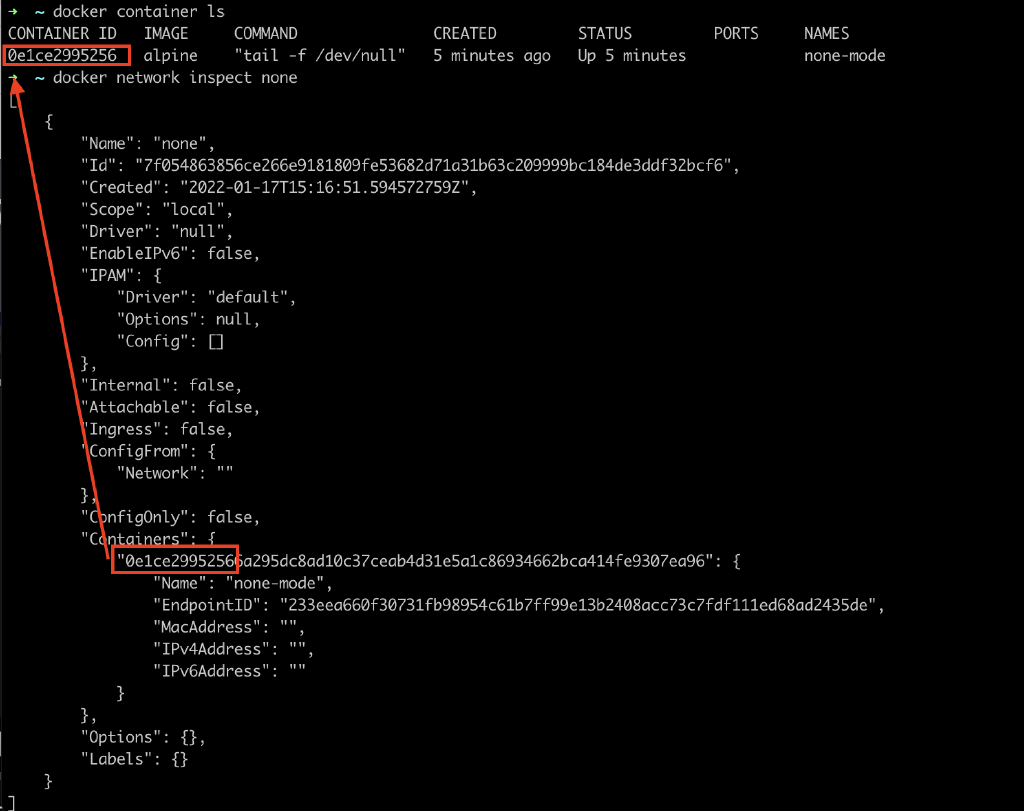 ➜  ~ docker container ls
CONTAINER ID   IMAGE     COMMAND               CREATED         STATUS         PORTS     NAMES
0e1ce2995256   alpine    "tail -f /dev/null"   5 minutes ago   Up 5 minutes             none-mode
➜  ~ docker network inspect none
[
    {
        "Name": "none",
        "Id": "7f054863856ce266e9181809fe53682d71a31b63c209999bc184de3ddf32bcf6",
        "Created": "2022-01-17T15:16:51.594572759Z",
        "Scope": "local",
        "Driver": "null",
        "EnableIPv6": false,
        "IPAM": {
            "Driver": "default",
            "Options": null,
            "Config": []
        },
        "Internal": false,
        "Attachable": false,
        "Ingress": false,
        "ConfigFrom": {
            "Network": ""
        },
        "ConfigOnly": false,
        "Containers": {
            "0e1ce29952566a295dc8ad10c37ceab4d31e5a1c86934662bca414fe9307ea96": {
                "Name": "none-mode",
                "EndpointID": "233eea660f30731fb98954c61b7ff99e13b2408acc73c7fdf111ed68ad2435de",
                "MacAddress": "",
                "IPv4Address": "",
                "IPv6Address": ""
            }
        },
        "Options": {},
        "Labels": {}
    }
]